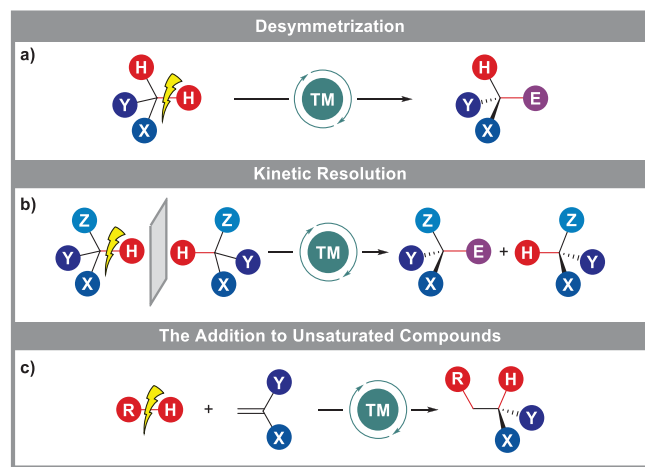 Desymmetrization
a)
H
H
Y
X
TM
H
Y
E
X
Kinetic Resolution
b)
Z
H
Y
X
Z
H
Y
X
TM
Z
Y
E
X
+
Z
H
Y
X
The Addition to Unsaturated Compounds
c)
R
H
+
Y
X
TM
R
H
Y
X